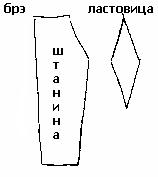 брэ ластовица
штанина